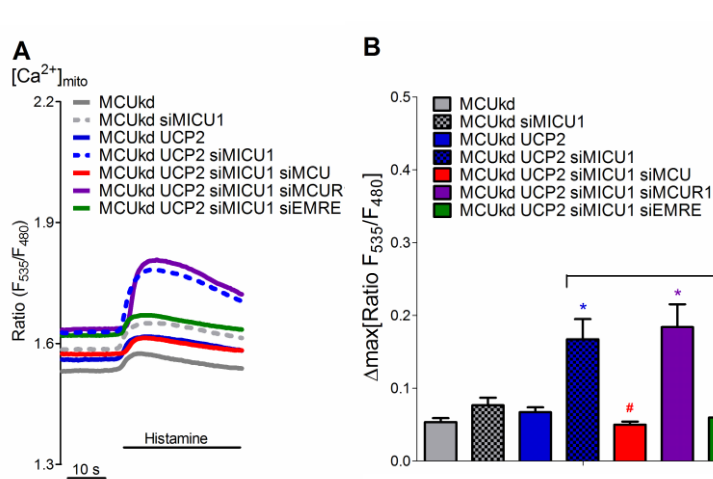 A
[Ca²⁺]mito
2.2
1.9
1.6
1.3
Ratio (F535/F480)
MCUkd
MCUkd siMICU1
MCUkd UCP2
MCUkd UCP2 siMICU1
MCUkd UCP2 siMICU1 siMCU
MCUkd UCP2 siMICU1 siMCUR
MCUkd UCP2 siMICU1 siEMRE
Histamine
10 s
B
0.5
0.4
0.3
0.2
0.1
0.0
Δmax[Ratio F535/F480]
MCUkd
MCUkd siMICU1
MCUkd UCP2
MCUkd UCP2 siMICU1
MCUkd UCP2 siMICU1 siMCU
MCUkd UCP2 siMICU1 siMCUR1
MCUkd UCP2 siMICU1 siEMRE
*
#
*